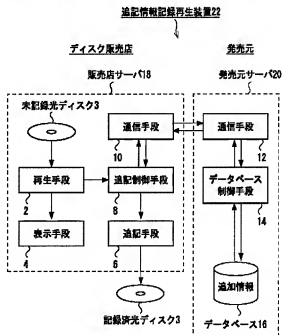 追記情報記録再生装置22
ディスク販売店
発売元
販売店サーバ18
発売元サーバ20
未記録光ディスク3
通信手段
10
通信手段
12
再生手段
2
追記制御手段
8
データベース
制御手段
14
表示手段
4
追記手段
6
追加情報
記録済光ディスク3
データベース16